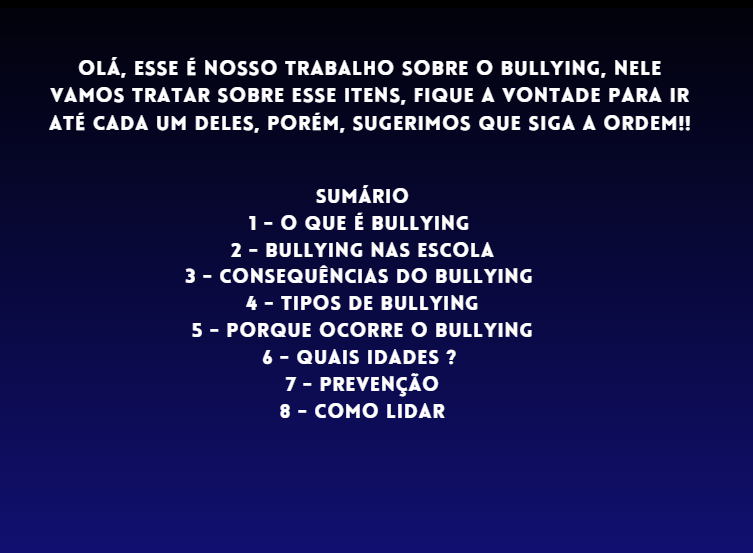 OLÁ, ESSE É NOSSO TRABALHO SOBRE O BULLYING, NELE
VAMOS TRATAR SOBRE ESSE ITENS, FIQUE A VONTADE PARA IR
ATÉ CADA UM DELES, PORÉM, SUGERIMOS QUE SIGA A ORDEM!!
SUMÁRIO
1 - O QUE É BULLYING
2 - BULLYING NAS ESCOLA
3 - CONSEQUÊNCIAS DO BULLYING
4 - TIPOS DE BULLYING
5 - PORQUE OCORRE O BULLYING
6 - QUAIS IDADES ?
7 - PREVENÇÃO
8 - COMO LIDAR